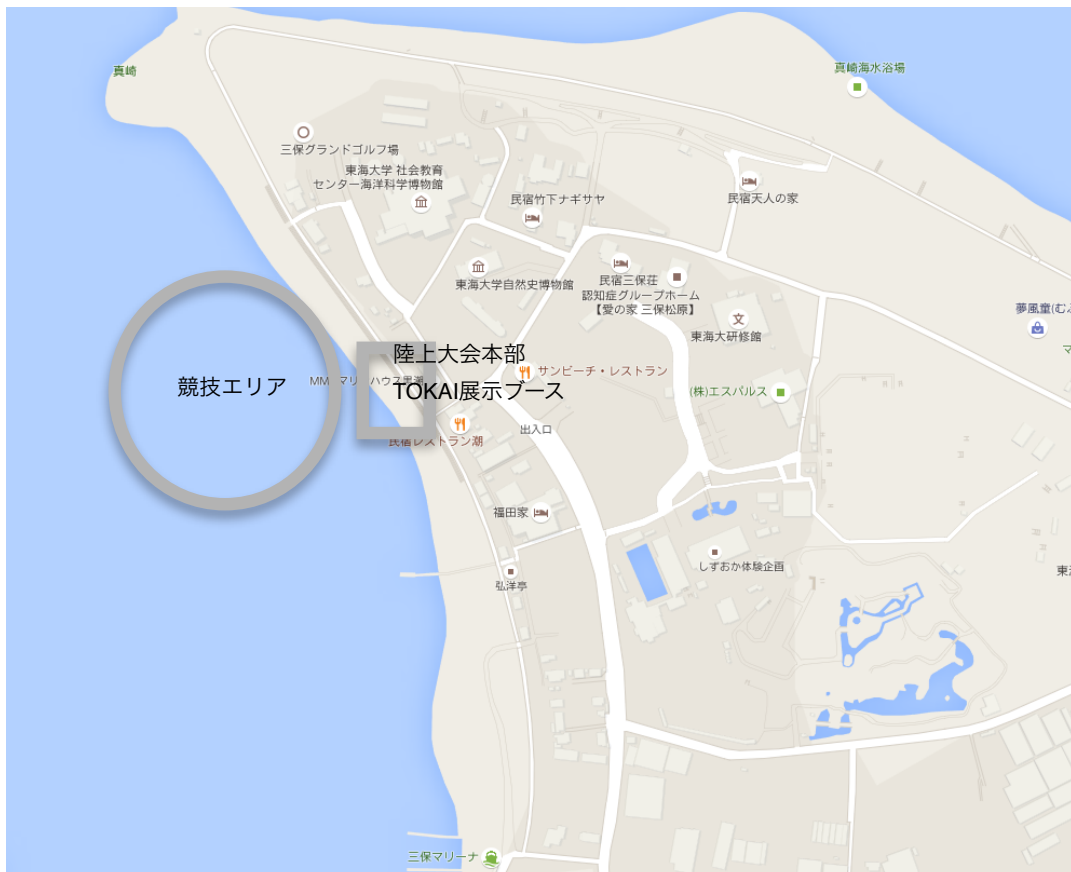 真崎
真崎海水浴場
三保グランドゴルフ場
東海大学 社会教育
センター海洋科学博物館
民宿竹下ナギサヤ
民宿天人の家
東海大学自然史博物館
民宿三保荘
認知症グループホーム
【愛の家 三保松原】
東海大研修館
夢風童(む
競技エリア
陸上大会本部
TOKAI展示ブース
サンビーチ・レストラン
(株)エスパルス
民宿レストラン潮
出入口
福田家
しずおか体験企画
弘洋亭
三保マリーナ